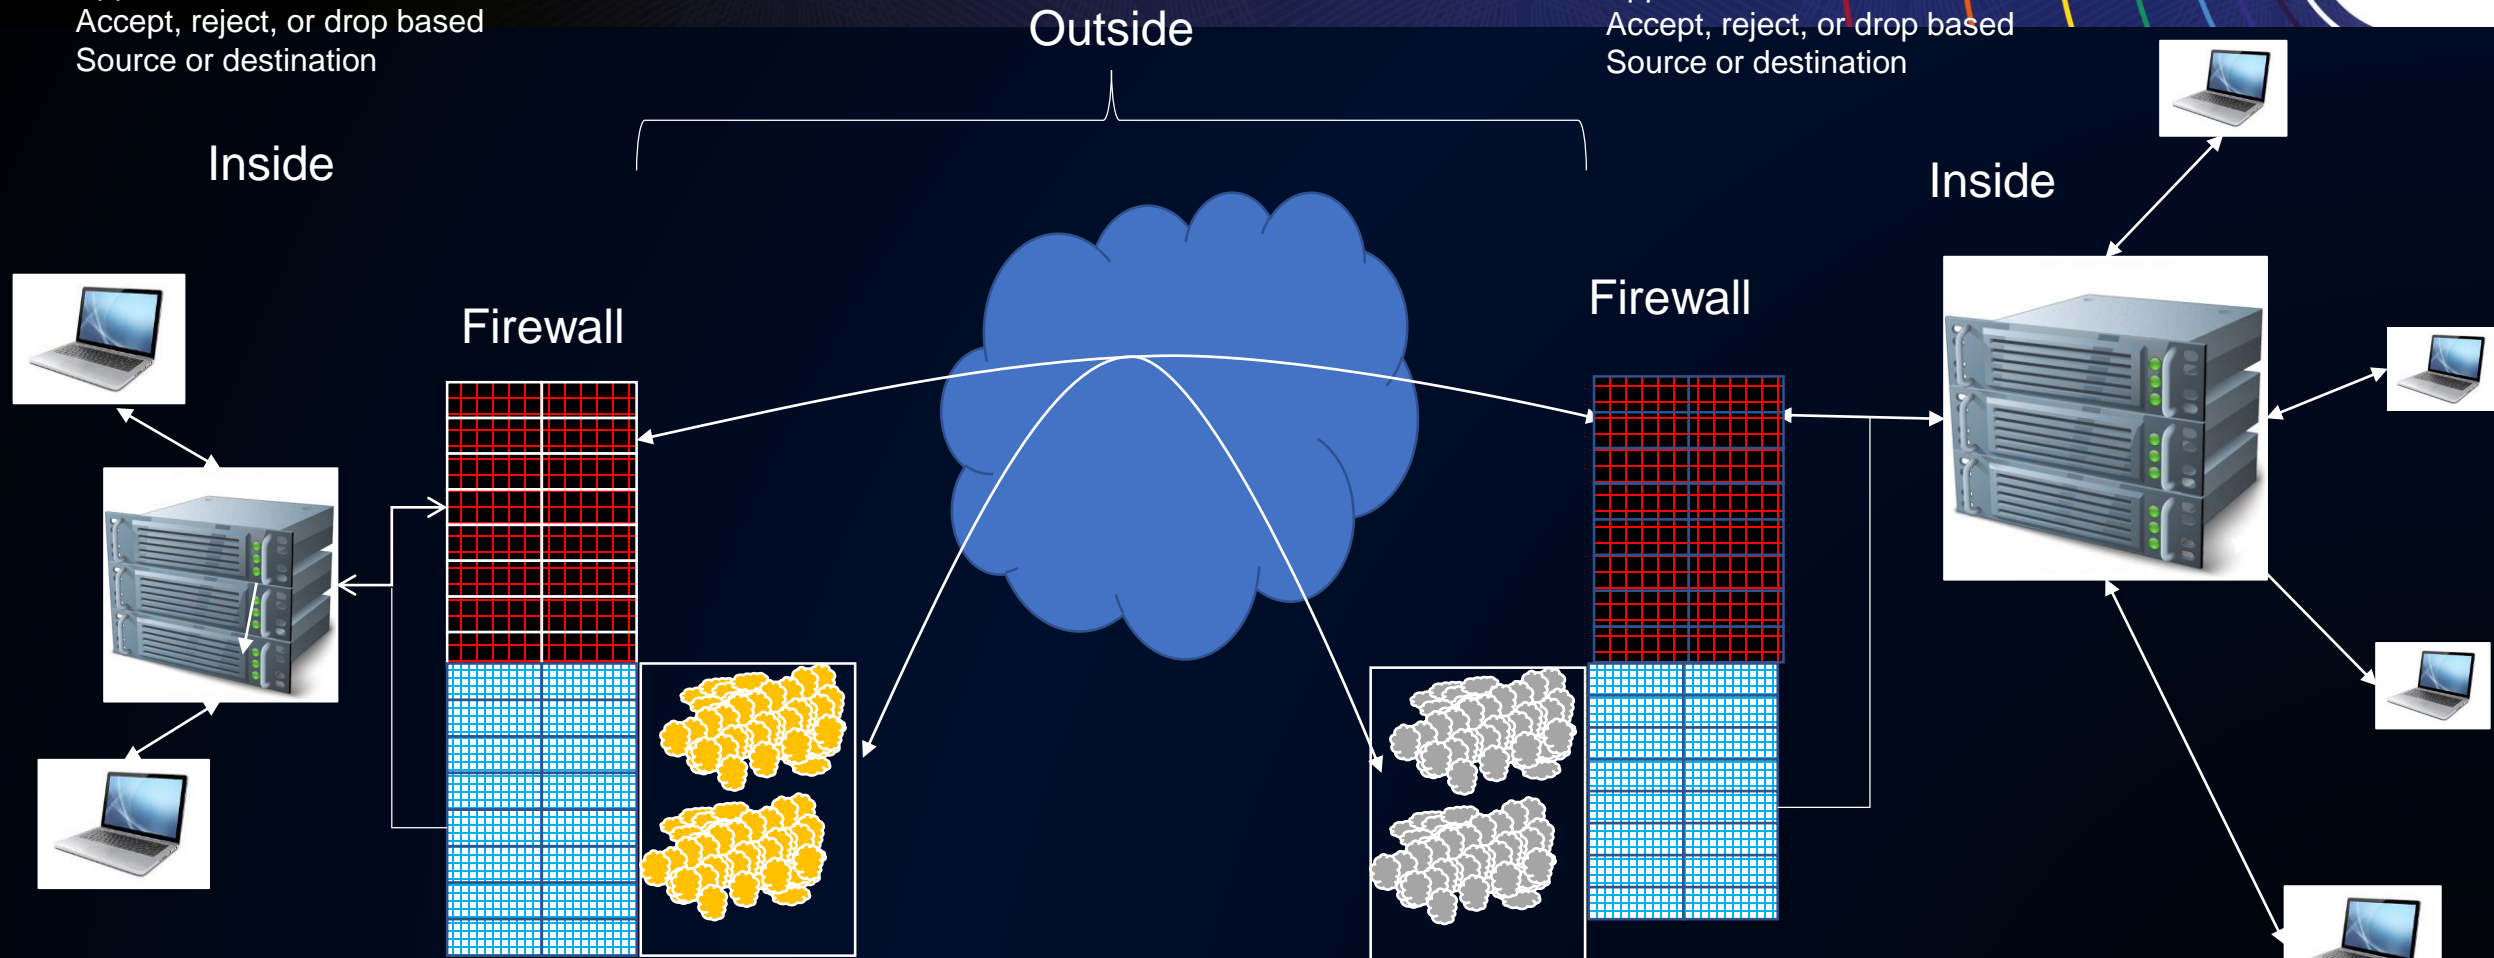 Accept, reject, or drop based
Source or destination
Outside
Accept, reject, or drop based
Source or destination
Inside
Inside
Firewall
Firewall